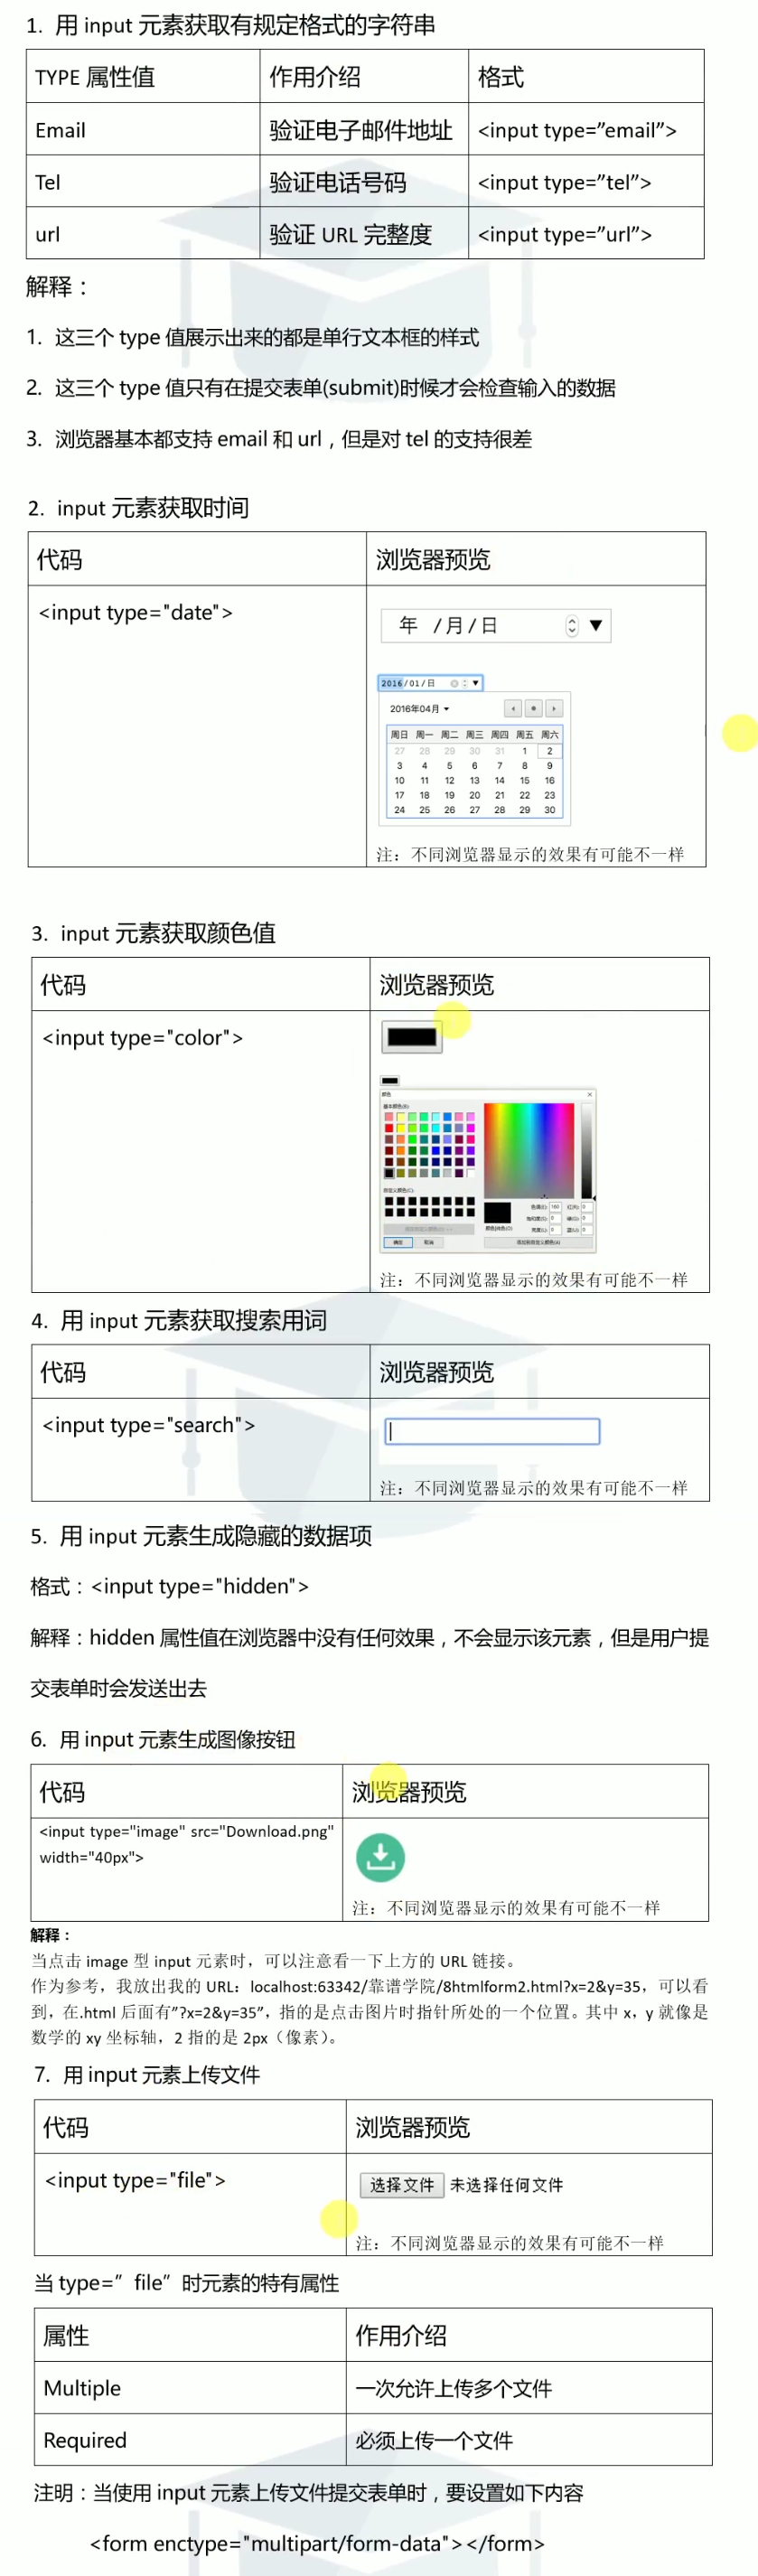 1. 用 input 元素获取有规定格式的字符串
TYPE 属性值 作用介绍 格式
Email 验证电子邮件地址 <input type=”email”>
Tel 验证电话号码 <input type=”tel”>
url 验证 URL 完整度 <input type=”url”>
解释：
1. 这三个 type 值展示出来的都是单行文本框的样式
2. 这三个 type 值只有在提交表单(submit)时候才会检查输入的数据
3. 浏览器基本都支持 email 和 url，但是对 tel 的支持很差
2. input 元素获取时间
代码 浏览器预览
<input type="date">
年 /月/日
2016/01/日
2016年04月
周日 周一 周二 周三 周四 周五 周六
27 28 29 30 31 1 2
3 4 5 6 7 8 9
10 11 12 13 14 15 16
17 18 19 20 21 22 23
24 25 26 27 28 29 30
注：不同浏览器显示的效果有可能不一样
3. input 元素获取颜色值
代码 浏览器预览
<input type="color">
颜色
基本颜色(B):
自定义颜色(C):
确定 取消
注：不同浏览器显示的效果有可能不一样
4. 用 input 元素获取搜索用词
代码 浏览器预览
<input type="search">
注：不同浏览器显示的效果有可能不一样
5. 用 input 元素生成隐藏的数据项
格式：<input type="hidden">
解释：hidden 属性值在浏览器中没有任何效果，不会显示该元素，但是用户提
交表单时会发送出去
6. 用 input 元素生成图像按钮
代码 浏览器预览
<input type="image" src="Download.png"
width="40px">
注：不同浏览器显示的效果有可能不一样
解释：
当点击 image 型 input 元素时，可以注意看一下上方的 URL 链接。
作为参考，我放出我的 URL：localhost:63342/靠谱学院/8htmlform2.html?x=2&y=35，可以看
到，在.html 后面有”?x=2&y=35”，指的是点击图片时指针所处的一个位置。其中 x，y 就像是
数学的 xy 坐标轴，2 指的是 2px（像素）。
7. 用 input 元素上传文件
代码 浏览器预览
<input type="file"> 选择文件 未选择任何文件
注：不同浏览器显示的效果有可能不一样
当 type=” file” 时元素的特有属性
属性 作用介绍
Multiple 一次允许上传多个文件
Required 必须上传一个文件
注明：当使用 input 元素上传文件提交表单时，要设置如下内容
<form enctype="multipart/form-data"></form>